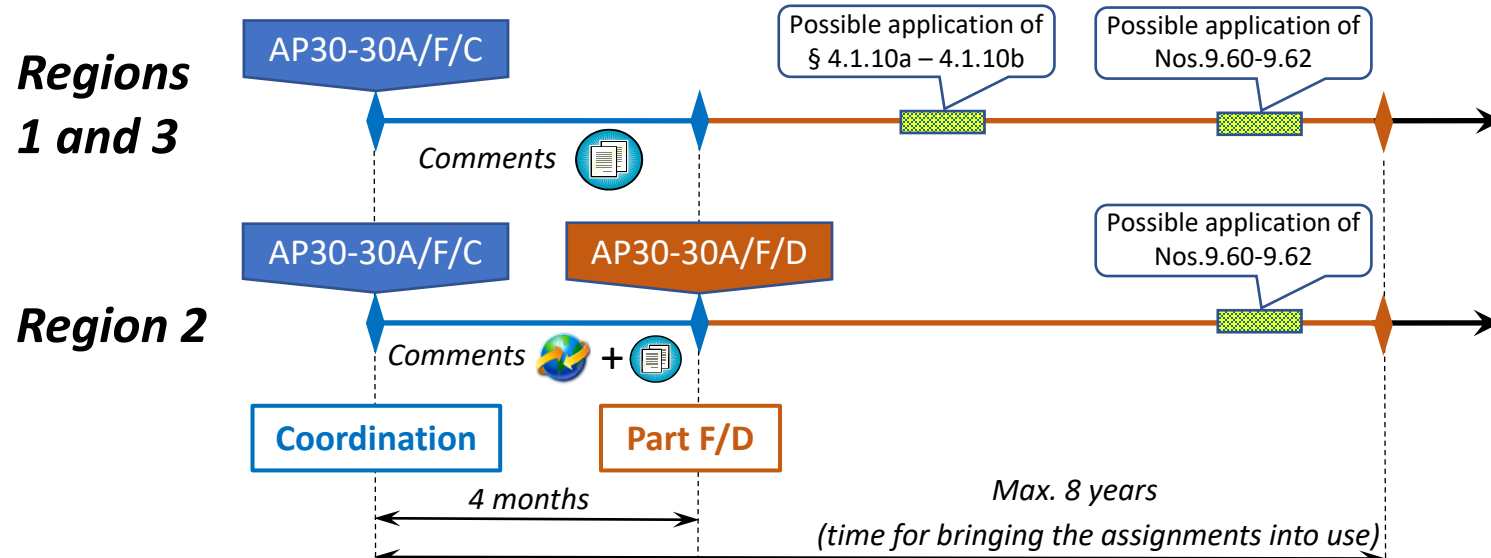 Regions
1 and 3
AP30-30A/F/C
Possible application of
§ 4.1.10a – 4.1.10b
Possible application of
Nos.9.60-9.62
Comments
Region 2
AP30-30A/F/C
AP30-30A/F/D
Possible application of
Nos.9.60-9.62
Comments +
Coordination
Part F/D
4 months
Max. 8 years
(time for bringing the assignments into use)